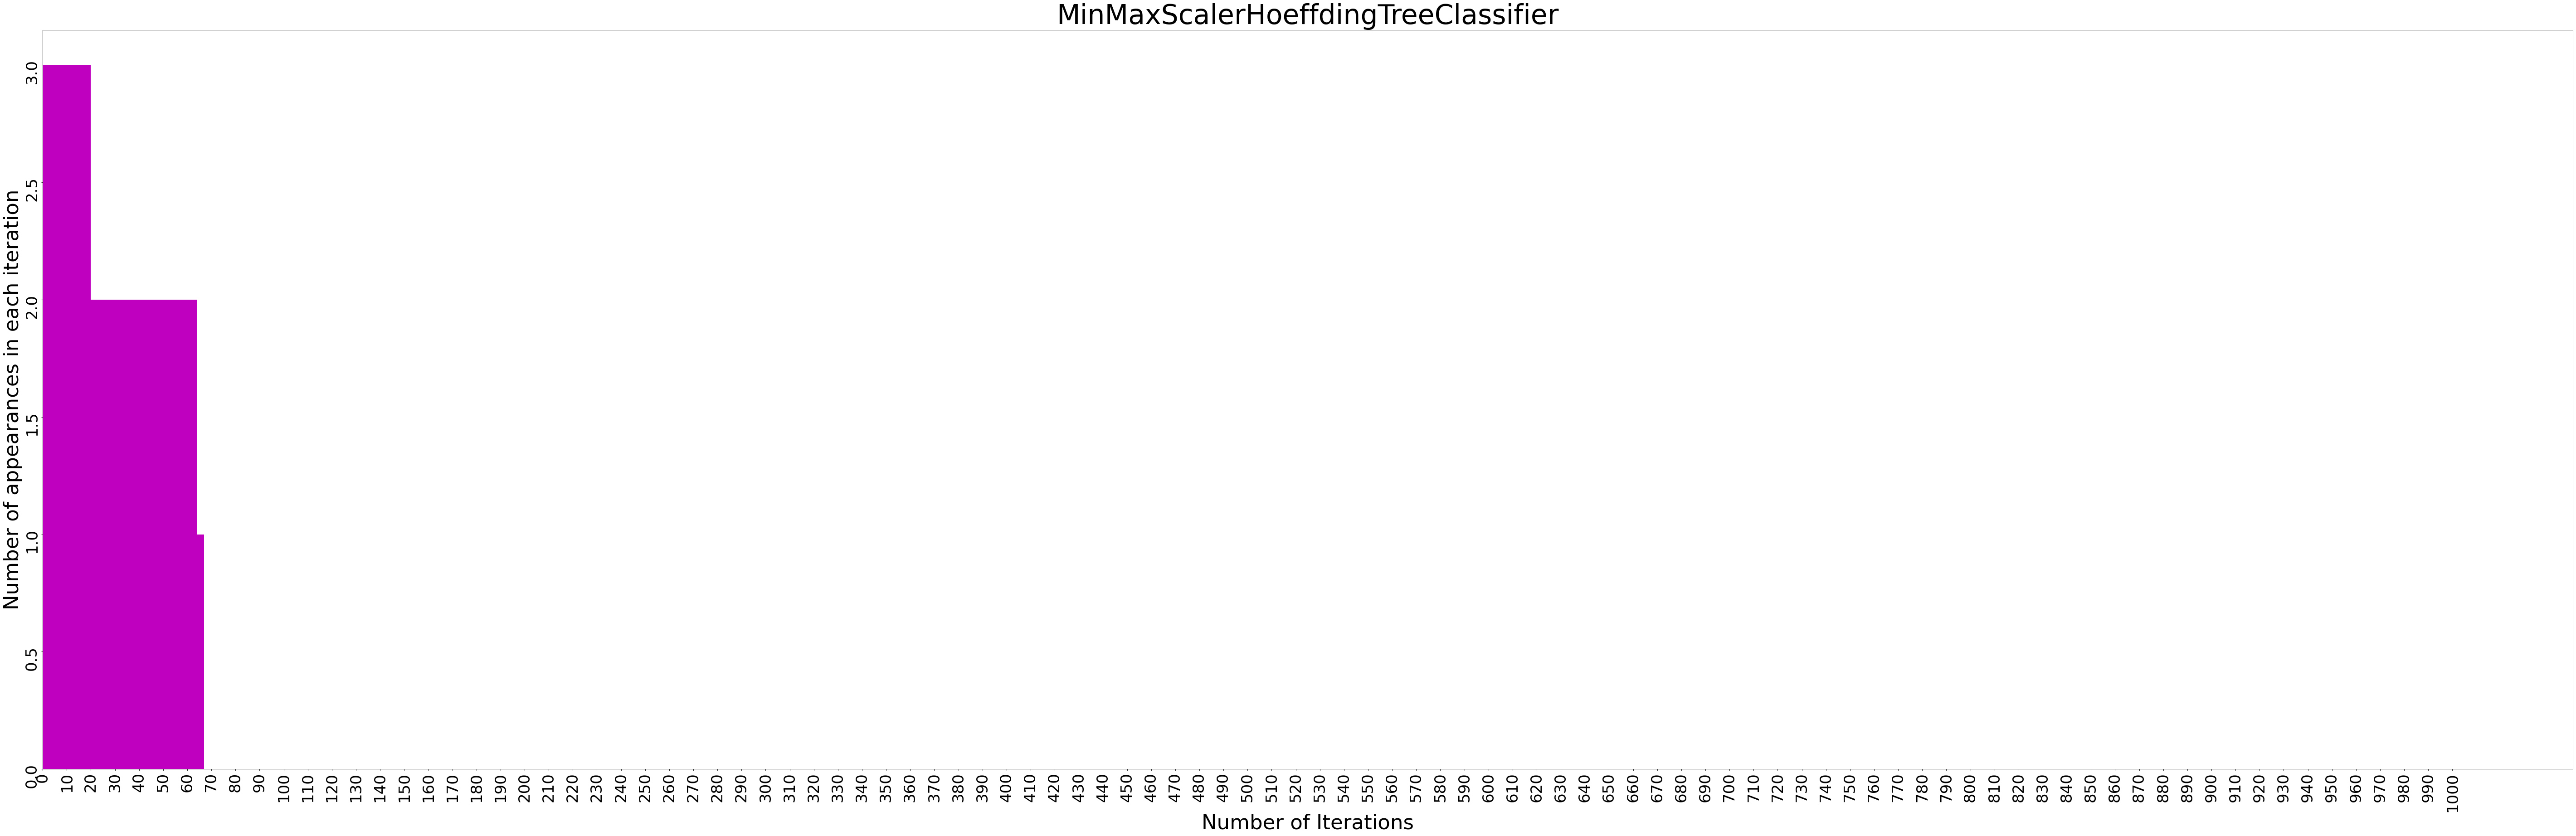 MinMaxScalerHoeffdingTreeClassifier
Number of appearances in each iteration
3.0
2.5
2.0
1.5
1.0
0.5
0.0
0 10 20 30 40 50 60 70 80 90 100 110 120 130 140 150 160 170 180 190 200 210 220 230 240 250 260 270 280 290 300 310 320 330 340 350 360 370 380 390 400 410 420 430 440 450 460 470 480 490 500 510 520 530 540 550 560 570 580 590 600 610 620 630 640 650 660 670 680 690 700 710 720 730 740 750 760 770 780 790 800 810 820 830 840 850 860 870 880 890 900 910 920 930 940 950 960 970 980 990 1000
Number of Iterations